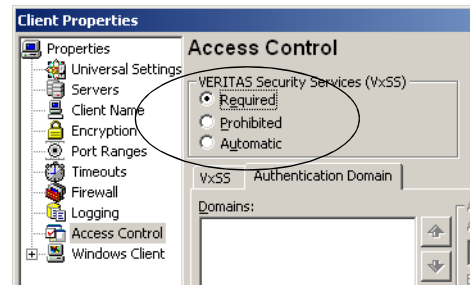 Client Properties
Properties
Universal Settings
Servers
Client Name
Encryption
Port Ranges
Timeouts
Firewall
Logging
Access Control
Windows Client
Access Control
VERITAS Security Services (VxSS)
Required
Prohibited
Automatic
VxSS
Authentication Domain
Domains: